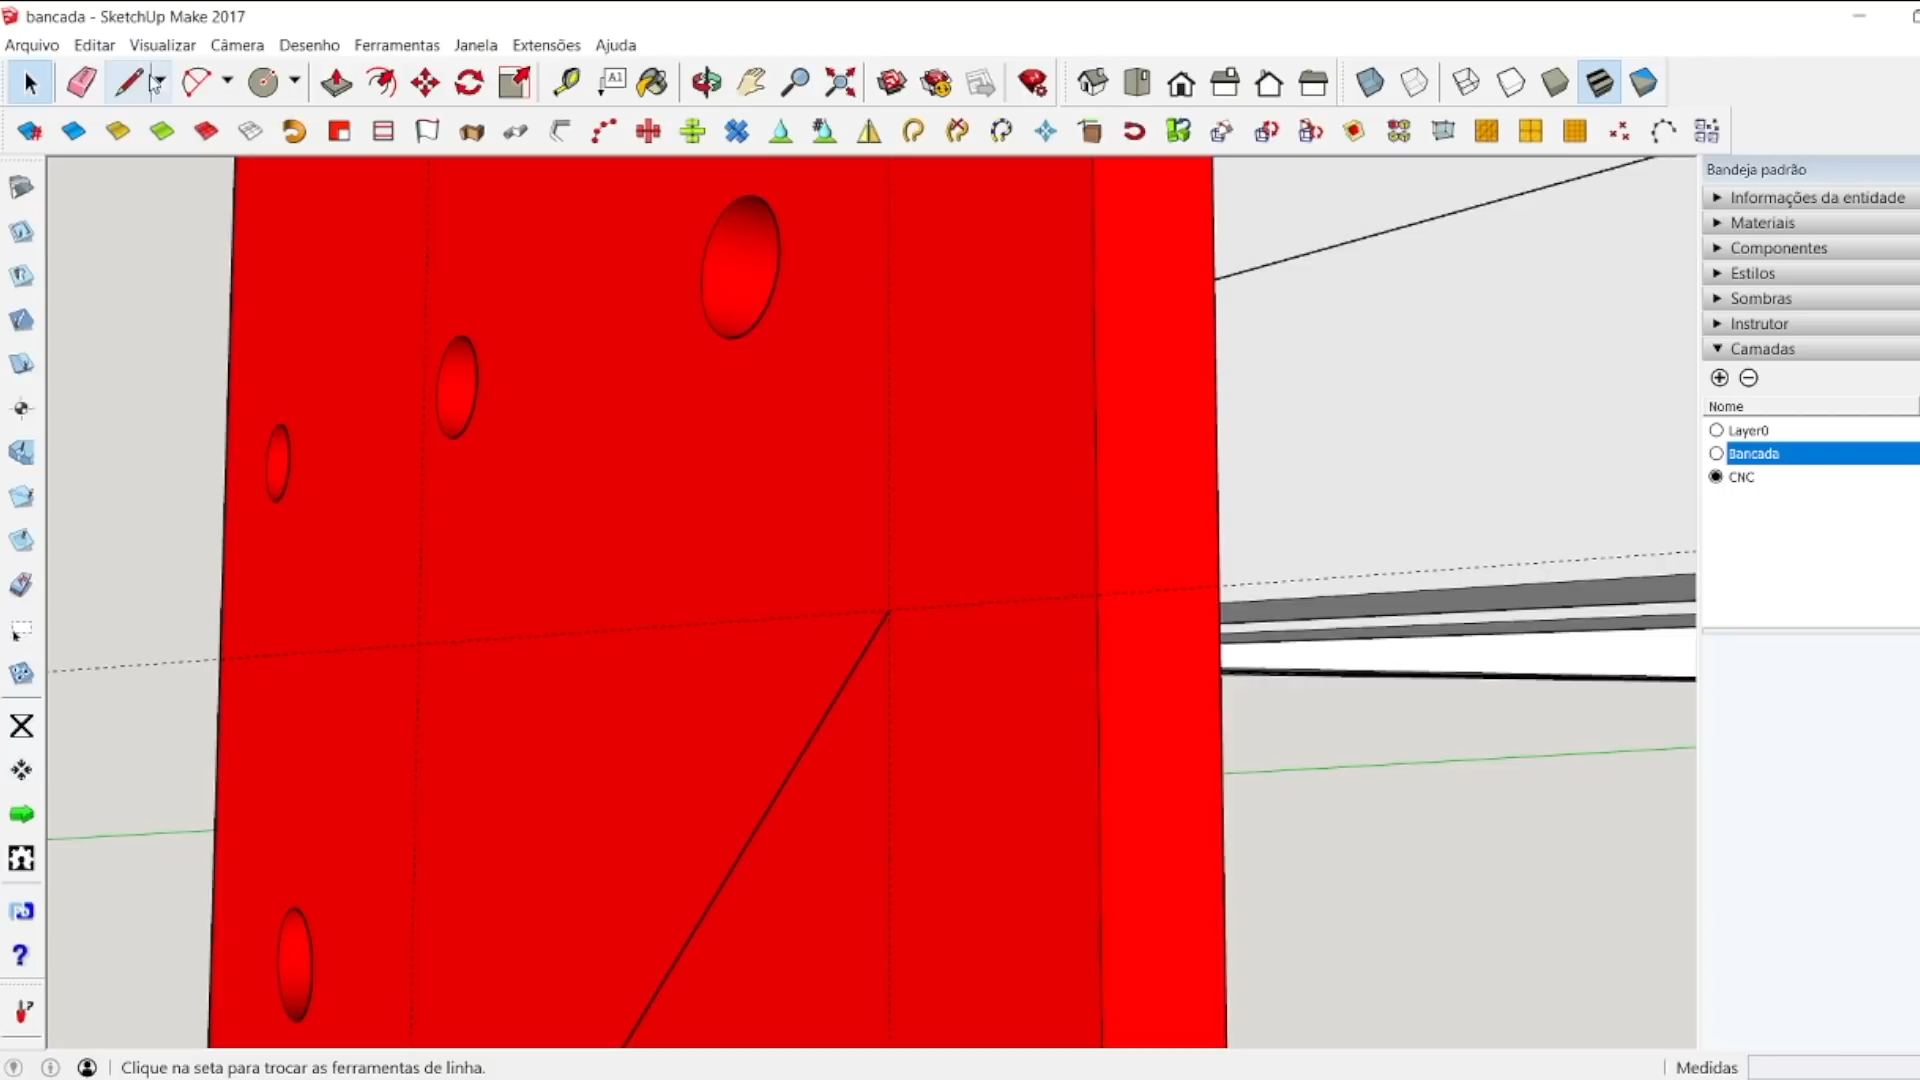 bancada - SketchUp Make 2017
Arquivo Editar Visualizar Câmera Desenho Ferramentas Janela Extensões Ajuda
A1
Bandeja padrão
Informações da entidade
Materiais
Componentes
Estilos
Sombras
Instrutor
Camadas
Nome
Layer0
Bancada
CNC
?
Clique na seta para trocar as ferramentas de linha.
Medidas